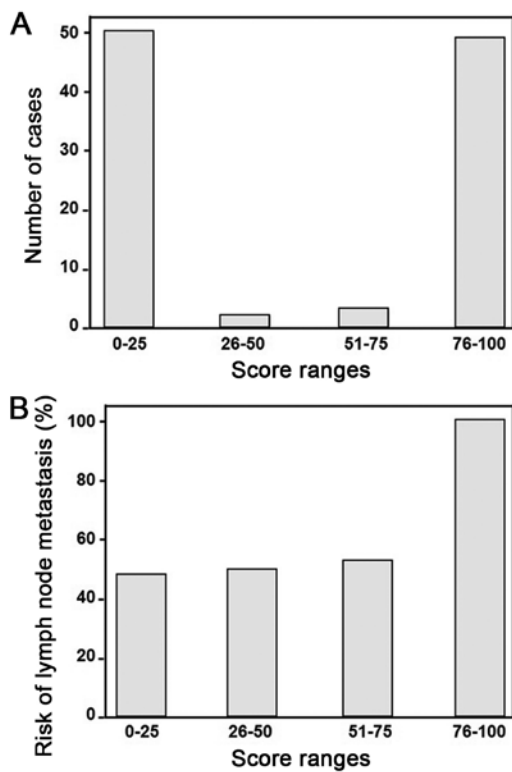 A
Number of cases
50
40
30
20
10
0
0-25 26-50 51-75 76-100
Score ranges
B
Risk of lymph node metastasis (%)
100
80
60
40
20
0
0-25 26-50 51-75 76-100
Score ranges